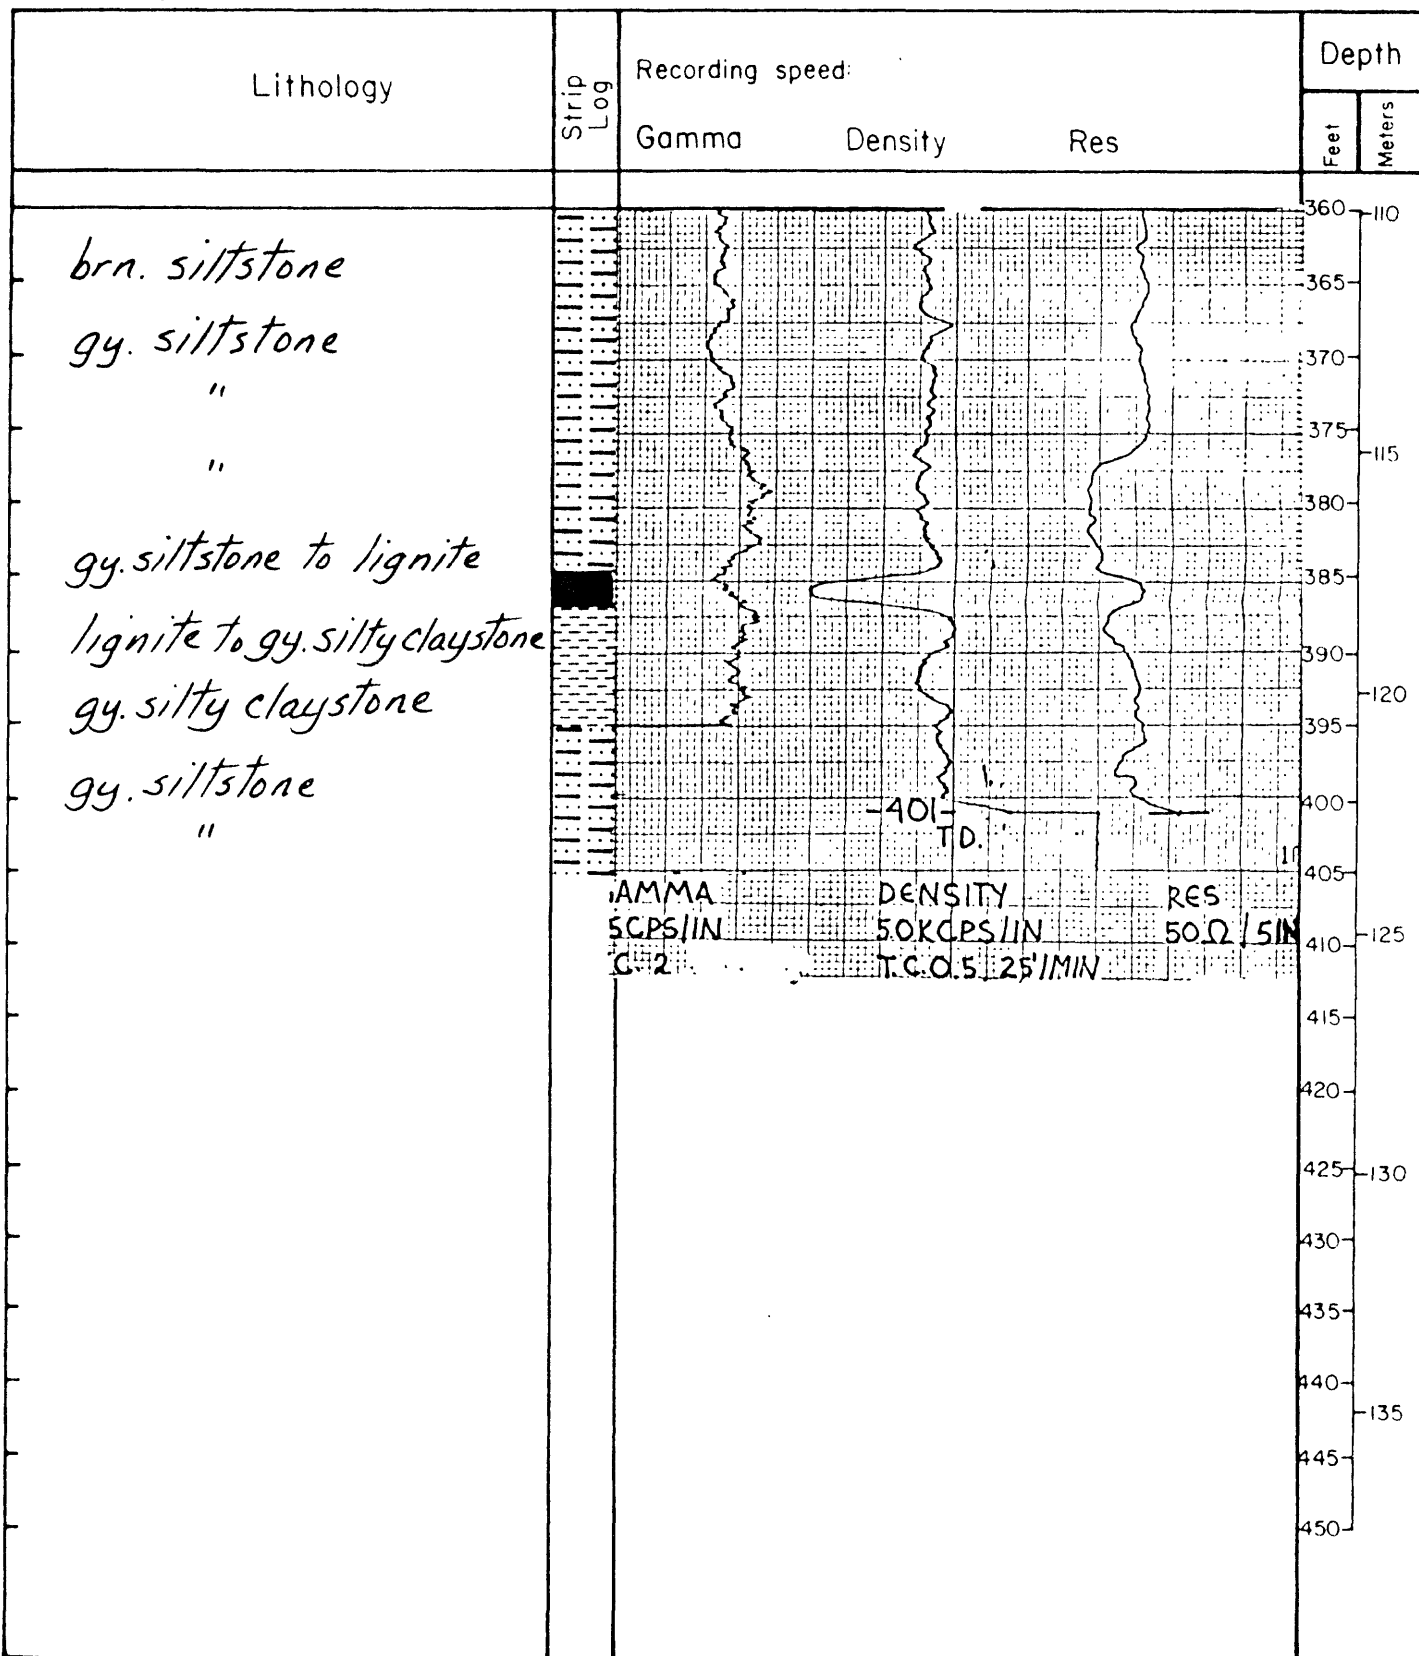 Lithology
Strip Log
Recording speed:
Gamma Density Res
Depth
Feet
Meters
brn. siltstone
gy. siltstone
"
"
gy. siltstone to lignite
lignite to gy. silty claystone
gy. silty claystone
gy. siltstone
"
360
365
370
375
380
385
390
395
400
405
410
415
420
425
430
435
440
445
450
110
115
120
125
130
135
-401-
T.D.
AMMA DENSITY RES
5CPS/IN 5.0KCPS/IN 50Ω/5IN
C-2 T.C.0.5 25'/MIN